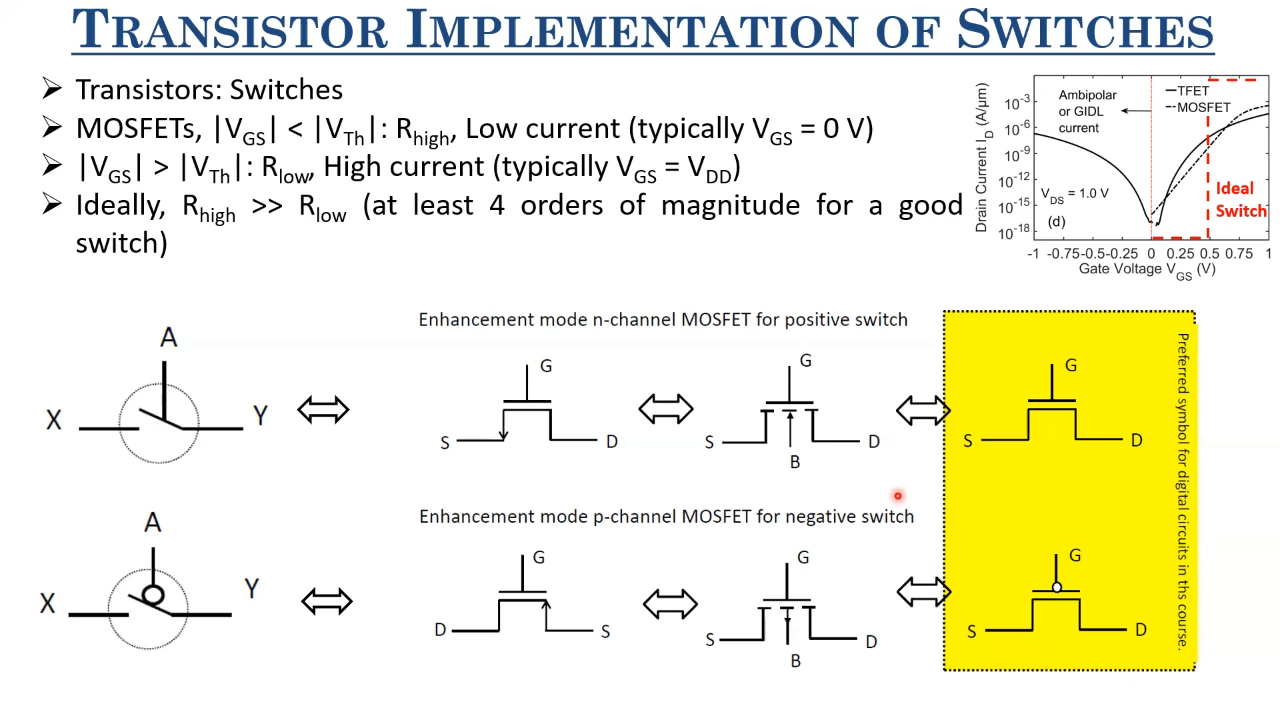 TRANSISTOR IMPLEMENTATION OF SWITCHES
➢ Transistors: Switches
➢ MOSFETs, |VGS| < |VTh|: Rhigh, Low current (typically VGS = 0 V)
➢ |VGS| > |VTh|: Rlow, High current (typically VGS = VDD)
➢ Ideally, Rhigh >> Rlow (at least 4 orders of magnitude for a good
switch)
Drain Current ID (A/μm)
10-3
10-6
10-9
10-12
10-15
10-18
Ambipolar
or GIDL
current
TFET
MOSFET
VDS = 1.0 V
(d)
Ideal
Switch
-1 -0.75 -0.5 -0.25 0 0.25 0.5 0.75 1
Gate Voltage VGS (V)
Enhancement mode n-channel MOSFET for positive switch
A
X
Y
G
S
D
G
S
D
B
G
S
D
Preferred symbol for digital circuits in ths course.
Enhancement mode p-channel MOSFET for negative switch
A
X
Y
G
D
S
G
S
D
B
G
S
D